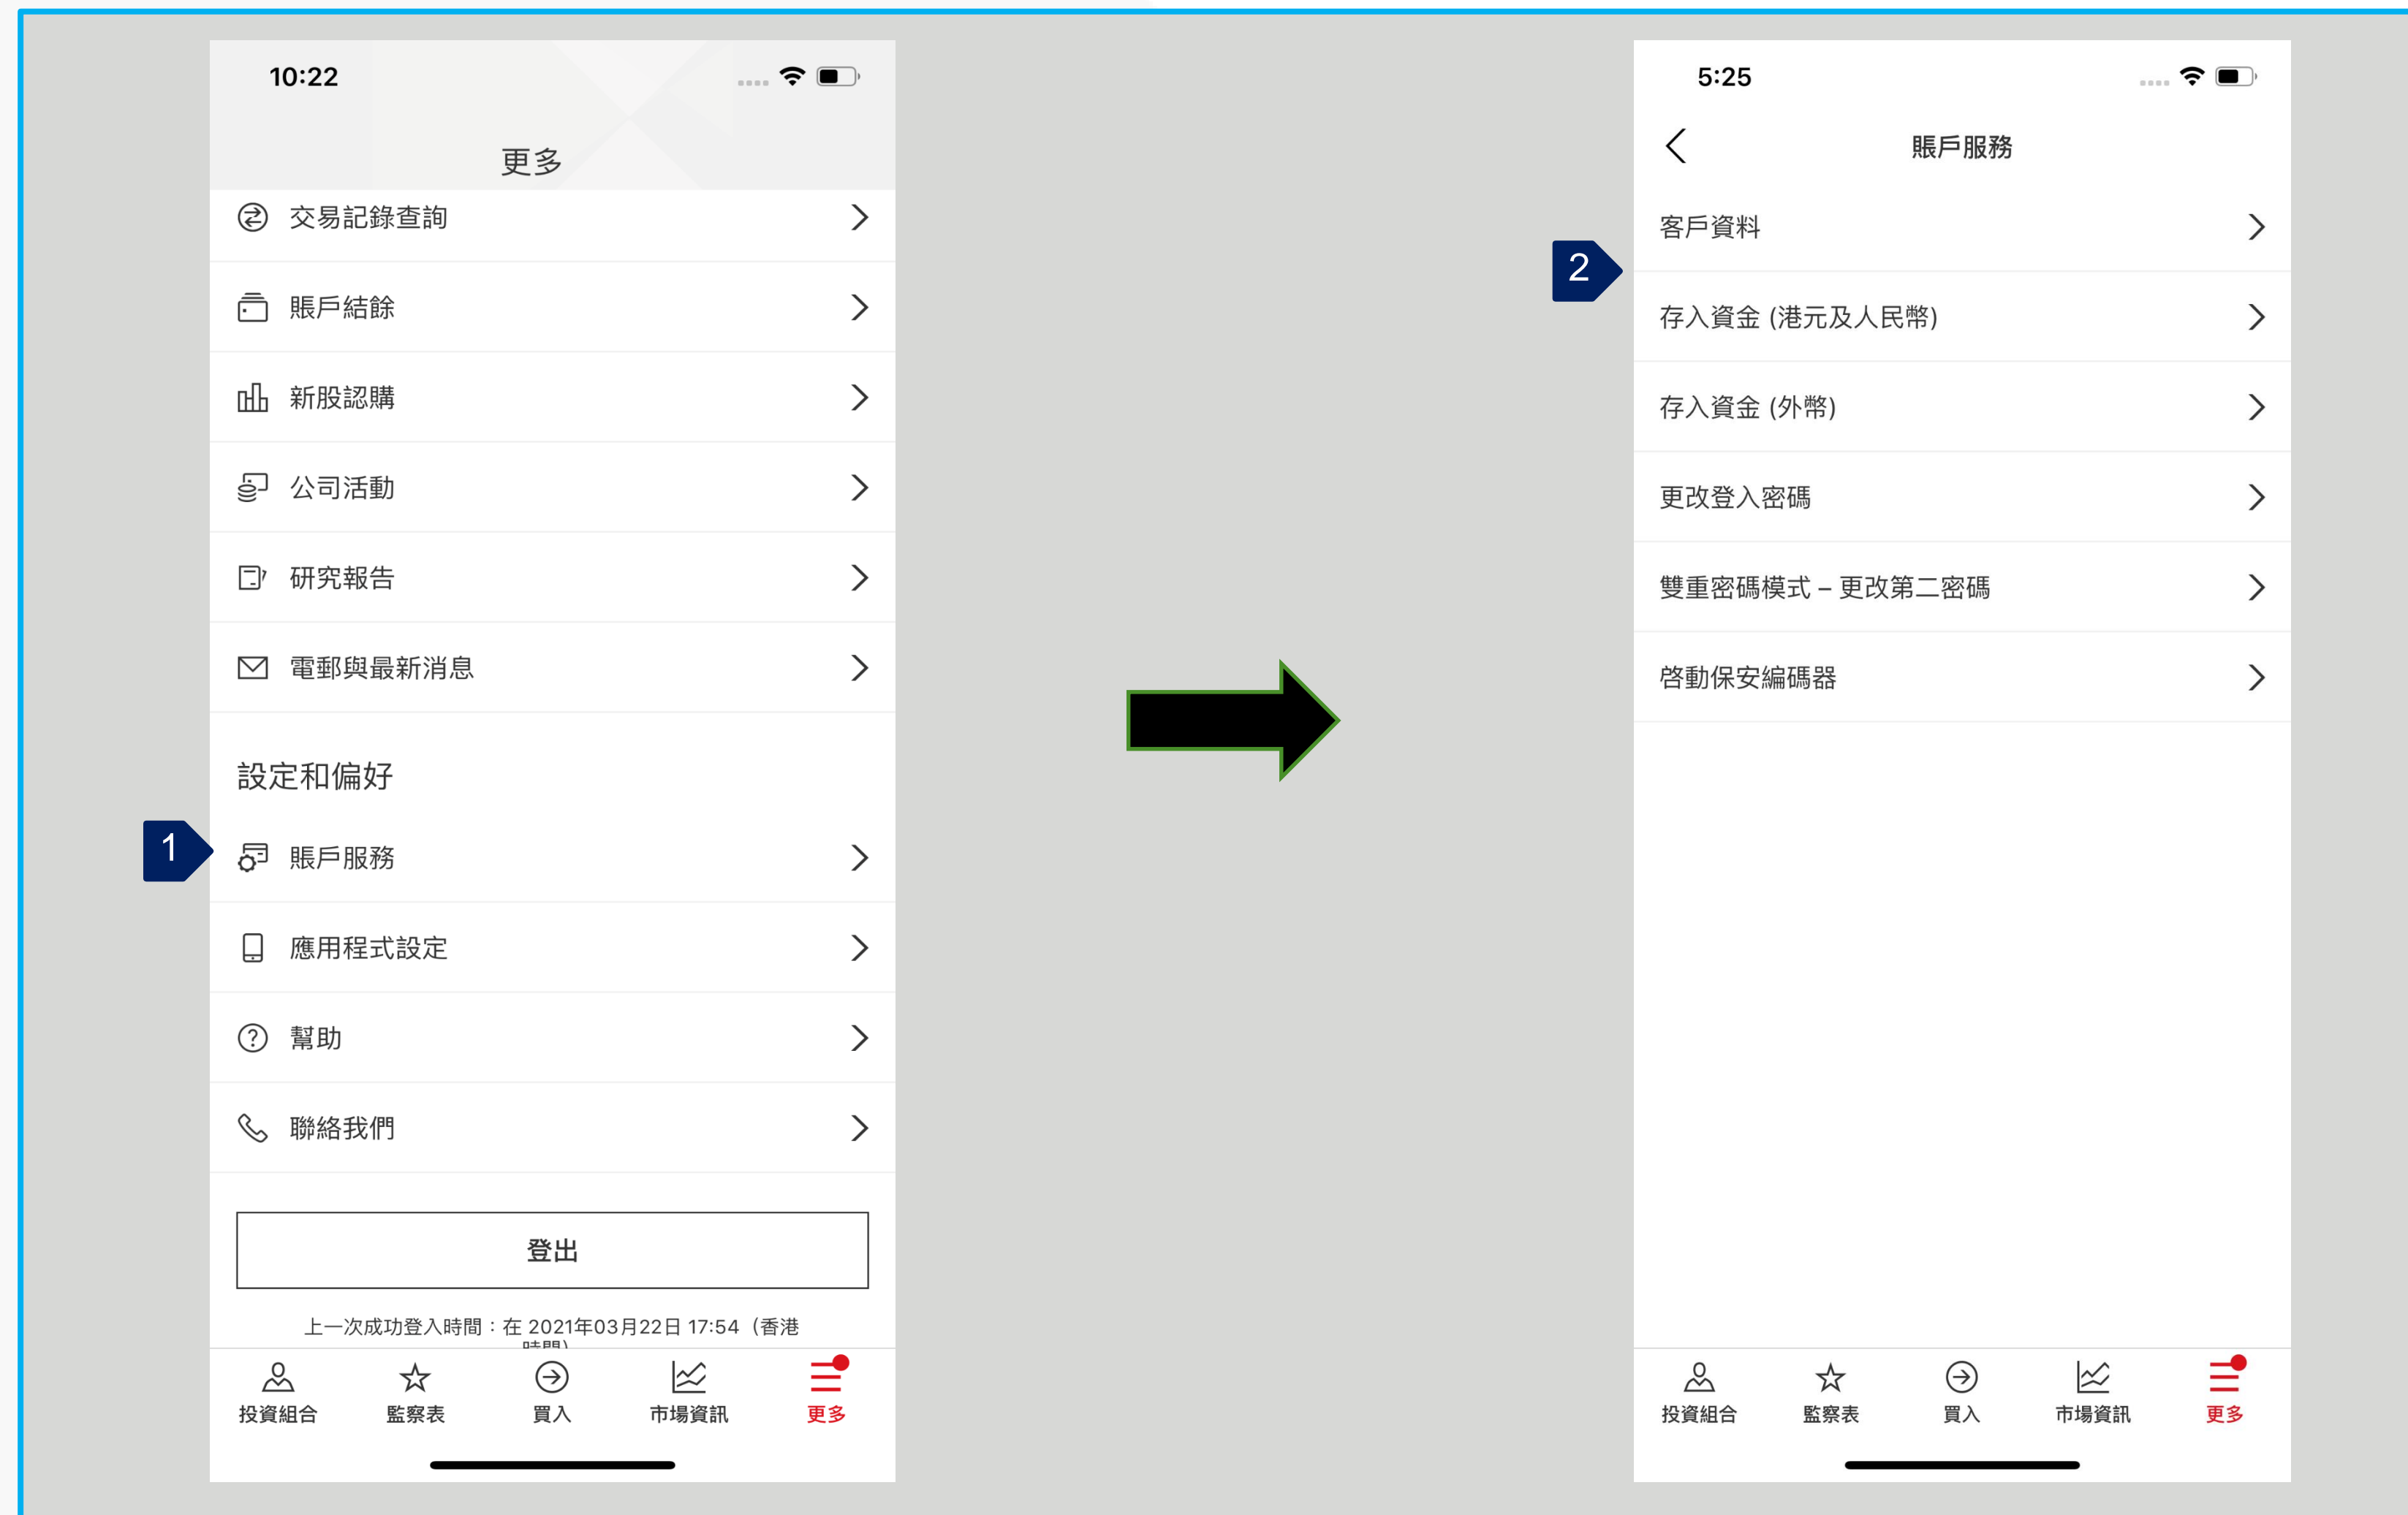 10:22
更多
交易記錄查詢
賬戶結餘
新股認購
公司活動
研究報告
電郵與最新消息
設定和偏好
1
賬戶服務
應用程式設定
幫助
聯絡我們
登出
上一次成功登入時間：在 2021年03月22日 17:54（香港
時間）
投資組合
監察表
買入
市場資訊
更多
5:25
賬戶服務
客戶資料
2
存入資金 (港元及人民幣)
存入資金 (外幣)
更改登入密碼
雙重密碼模式 – 更改第二密碼
啓動保安編碼器
投資組合
監察表
買入
市場資訊
更多